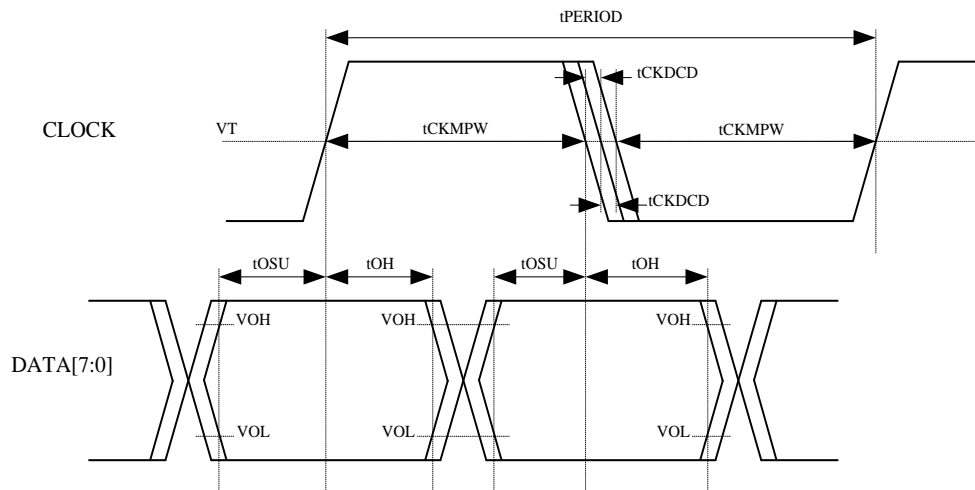 tPERIOD
tCKDCD
CLOCK
VT
tCKMPW
tCKMPW
tCKDCD
tOSU
tOH
tOSU
tOH
VOH
VOH
VOH
DATA[7:0]
VOL
VOL
VOL